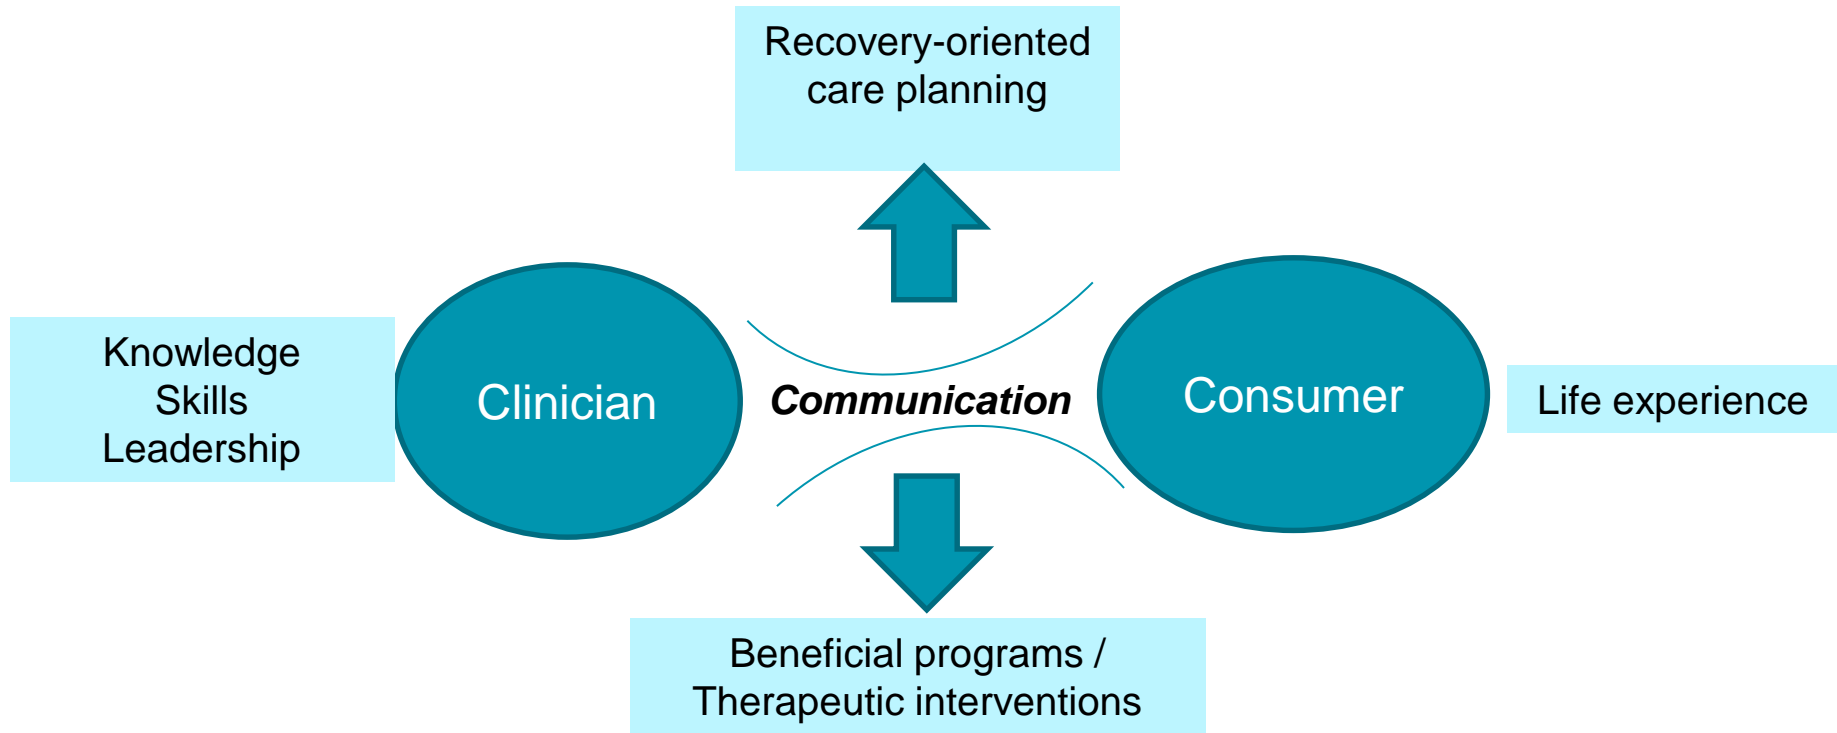 Recovery-oriented
care planning
Knowledge
Skills
Leadership
Clinician
Communication
Consumer
Life experience
Beneficial programs /
Therapeutic interventions